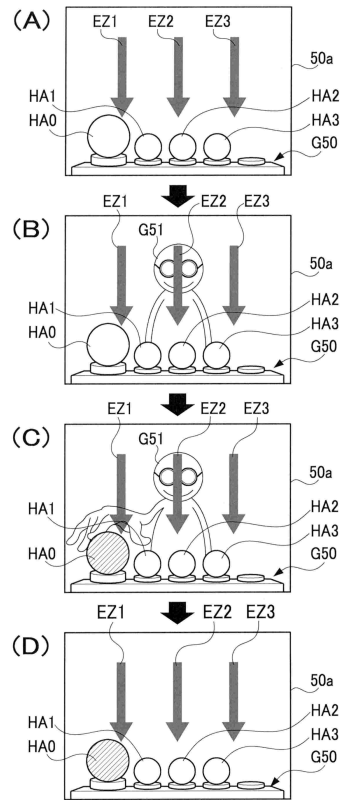 (A)
EZ1 EZ2 EZ3
50a
HA1
HA2
HA0
HA3
G50
(B)
EZ1 EZ2 EZ3
G51
50a
HA1
HA2
HA0
HA3
G50
(C)
EZ1 EZ2 EZ3
G51
50a
HA1
HA2
HA0
HA3
G50
(D)
EZ1 EZ2 EZ3
50a
HA1
HA2
HA0
HA3
G50